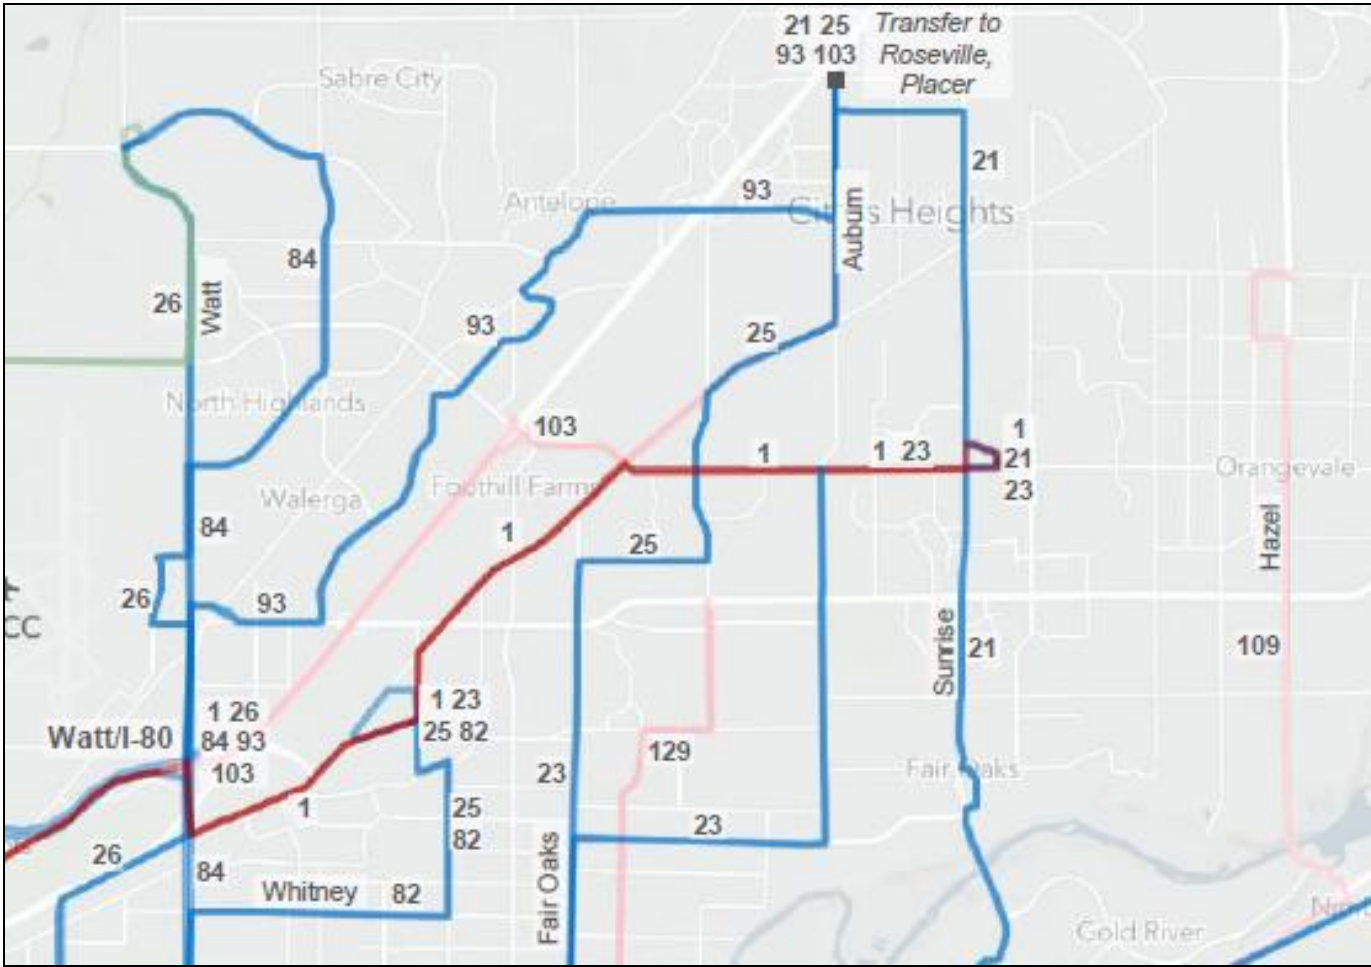 21 25
93 103
Transfer to
Roseville,
Placer
Sabre City
21
93
Antelope
Citrus Heights
Auburn
84
26
Watt
93
25
North Highlands
103
1
1 23
1
21
23
Orangevale
Foothill Farms
Walerga
84
1
25
Hazel
26
93
CC
Sunrise
21
109
1 26
84 93
103
Watt/I-80
1 23
25 82
129
23
Fair Oaks
1
25
82
23
26
84
Whitney
82
Fair Oaks
Gold River